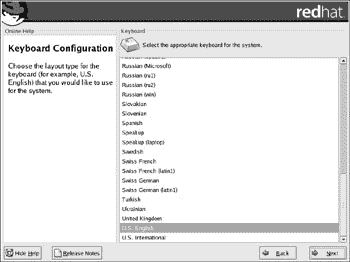 redhat
Online Help
Keyboard Configuration
Choose the layout type for the
keyboard (for example, U.S.
English) that you would like to use
for the system.
Keyboard
Select the appropriate keyboard for the system.
Russian (Microsoft)
Russian (ru1)
Russian (ru2)
Russian (win)
Slovakian
Slovenian
Spanish
Speakup
Speakup (laptop)
Swedish
Swiss French
Swiss French (latin1)
Swiss German
Swiss German (latin1)
Turkish
Ukrainian
United Kingdom
U.S. English
U.S. International
Hide Help
Release Notes
Back
Next